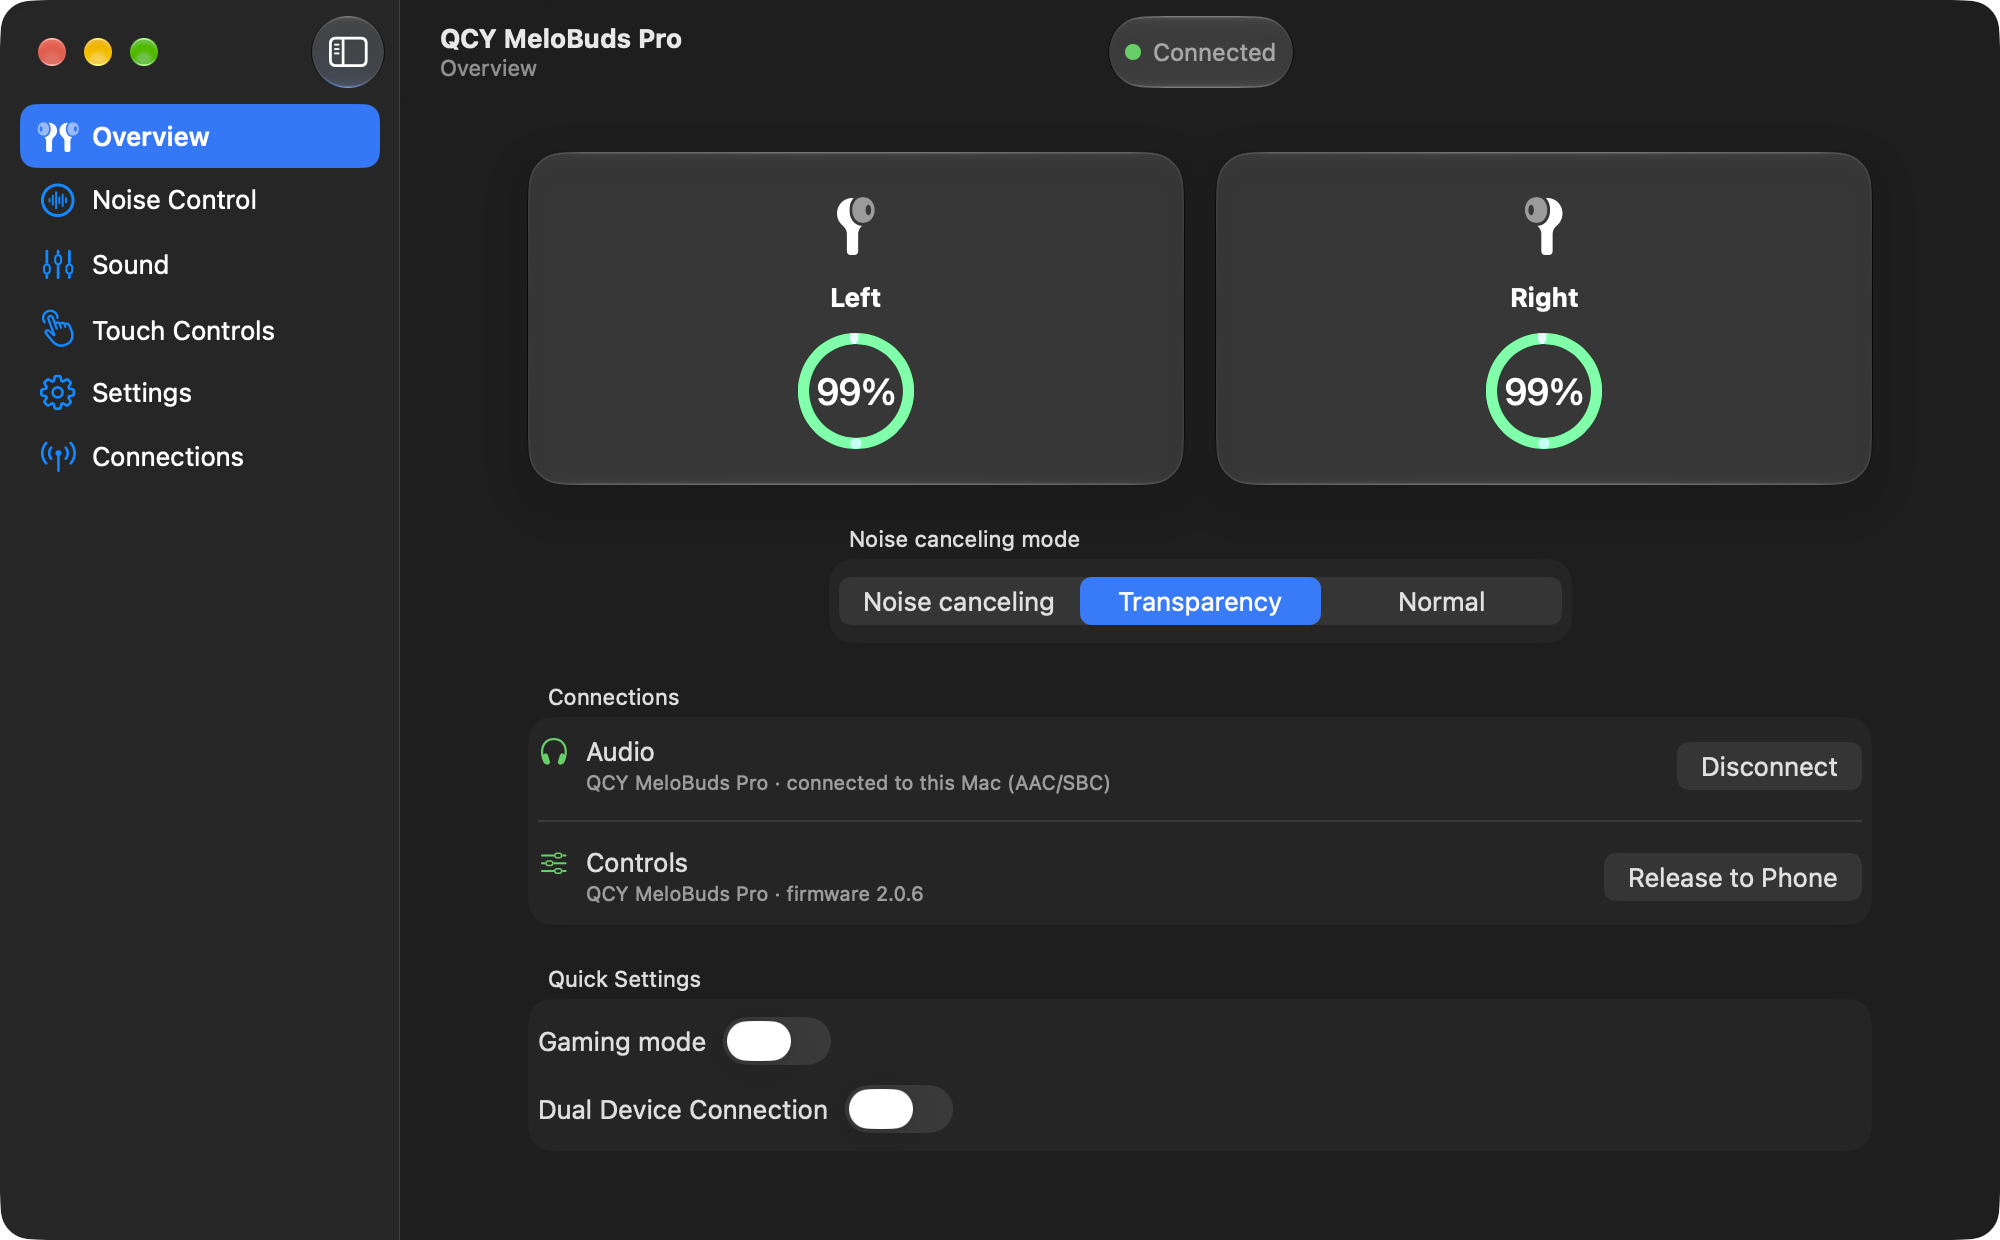 QCY MeloBuds Pro
Overview
Connected
Overview
Noise Control
Sound
Touch Controls
Settings
Connections
Left
99%
Right
99%
Noise canceling mode
Noise canceling
Transparency
Normal
Connections
Audio
QCY MeloBuds Pro · connected to this Mac (AAC/SBC)
Disconnect
Controls
QCY MeloBuds Pro · firmware 2.0.6
Release to Phone
Quick Settings
Gaming mode
Dual Device Connection